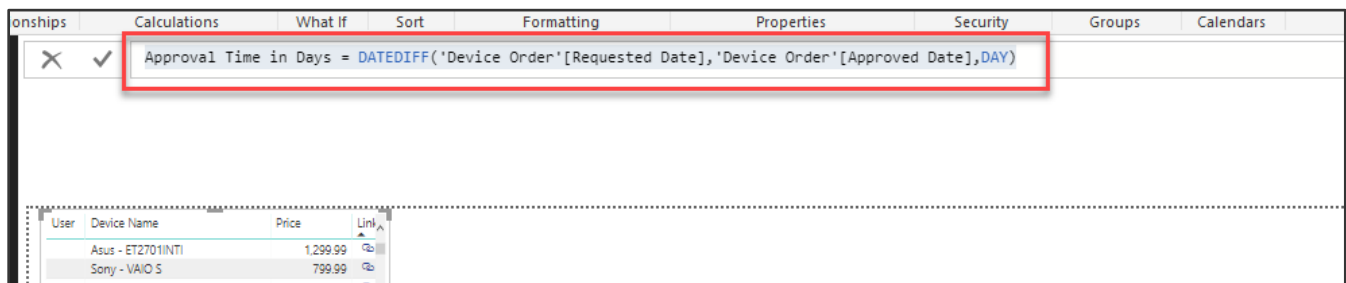 onships Calculations What If Sort Formatting Properties Security Groups Calendars
Approval Time in Days = DATEDIFF('Device Order'[Requested Date],'Device Order'[Approved Date],DAY)
User Device Name Price Link
Asus - ET2701INTI 1,299.99
Sony - VAIO S 799.99